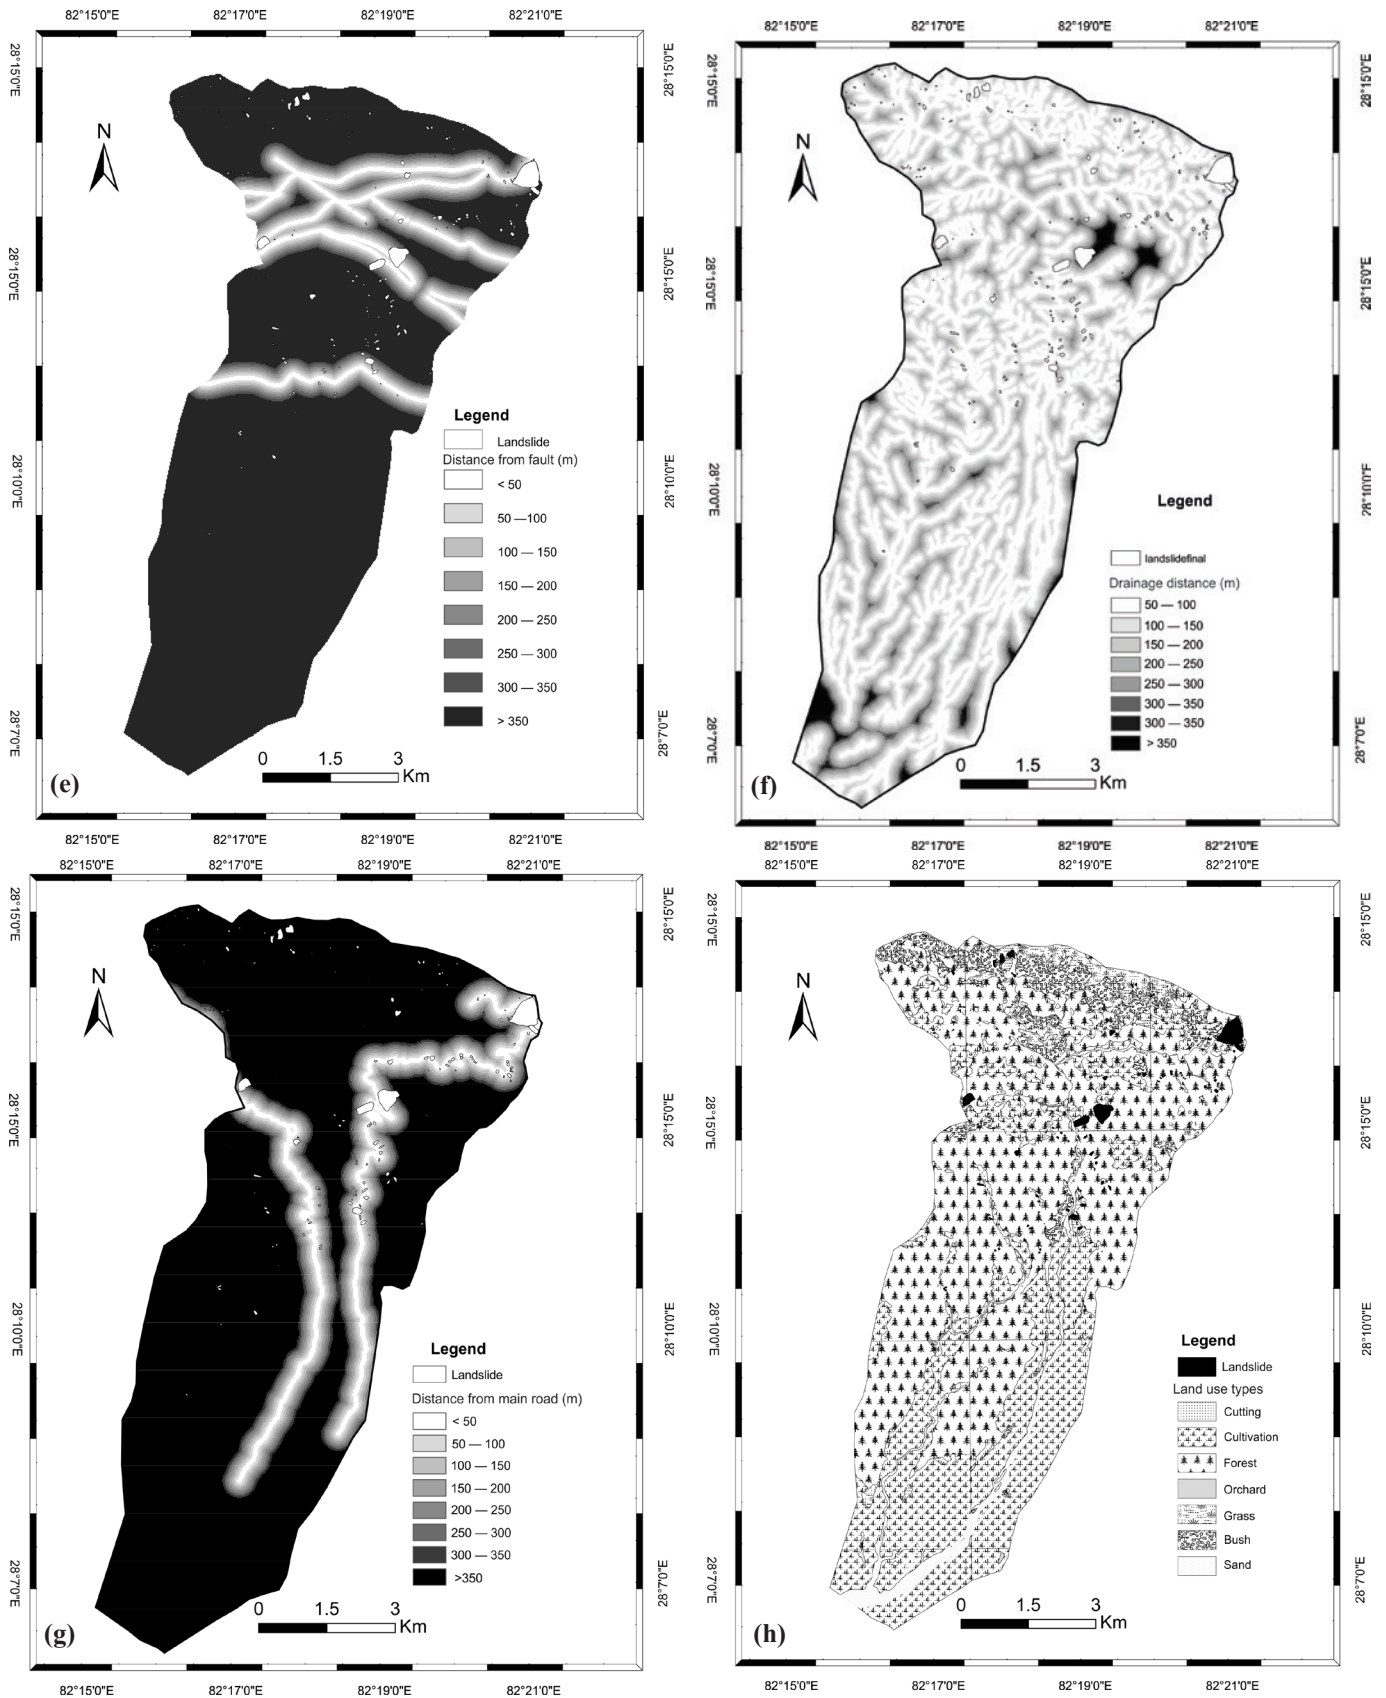 82°15'0"E 82°17'0"E 82°19'0"E 82°21'0"E
28°15'0"E
28°15'0"E
28°10'0"E
28°7'0"E
28°15'0"E
28°15'0"E
28°10'0"E
28°7'0"E
N
Legend
Landslide
Distance from fault (m)
< 50
50 —100
100 — 150
150 — 200
200 — 250
250 — 300
300 — 350
> 350
0 1.5 3
Km
(e)
82°15'0"E 82°17'0"E 82°19'0"E 82°21'0"E
82°15'0"E 82°17'0"E 82°19'0"E 82°21'0"E
28°15'0"E
28°15'0"E
28°10'0"E
28°7'0"E
28°15'0"E
28°15'0"E
28°10'0"E
28°7'0"E
N
Legend
landslidefinal
Drainage distance (m)
50 — 100
100 — 150
150 — 200
200 — 250
250 — 300
300 — 350
300 — 350
> 350
0 1.5 3
Km
(f)
82°15'0"E 82°17'0"E 82°19'0"E 82°21'0"E
82°15'0"E 82°17'0"E 82°19'0"E 82°21'0"E
28°15'0"E
28°15'0"E
28°10'0"E
28°7'0"E
28°15'0"E
28°15'0"E
28°10'0"E
28°7'0"E
N
Legend
Landslide
Distance from main road (m)
< 50
50 — 100
100 — 150
150 — 200
200 — 250
250 — 300
300 — 350
>350
0 1.5 3
Km
(g)
82°15'0"E 82°17'0"E 82°19'0"E 82°21'0"E
82°15'0"E 82°17'0"E 82°19'0"E 82°21'0"E
28°15'0"E
28°15'0"E
28°10'0"E
28°7'0"E
28°15'0"E
28°15'0"E
28°10'0"E
28°7'0"E
N
Legend
Landslide
Land use types
Cutting
Cultivation
Forest
Orchard
Grass
Bush
Sand
0 1.5 3
Km
(h)
82°15'0"E 82°17'0"E 82°19'0"E 82°21'0"E